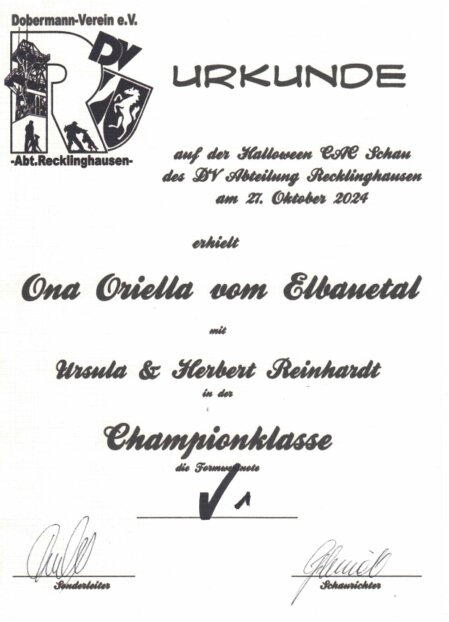 Dobermann-Verein e.V.
DV
R
-Abt.Recklinghausen-
URKUNDE
auf der Halloween CAC Schau
des DV Abteilung Recklinghausen
am 27. Oktober 2024
erhielt
Ona Oriella vom Elbauetal
mit
Ursula & Herbert Reinhardt
in der
Championklasse
die Formwertnote
V1
Sonderleiter
Schaurichter